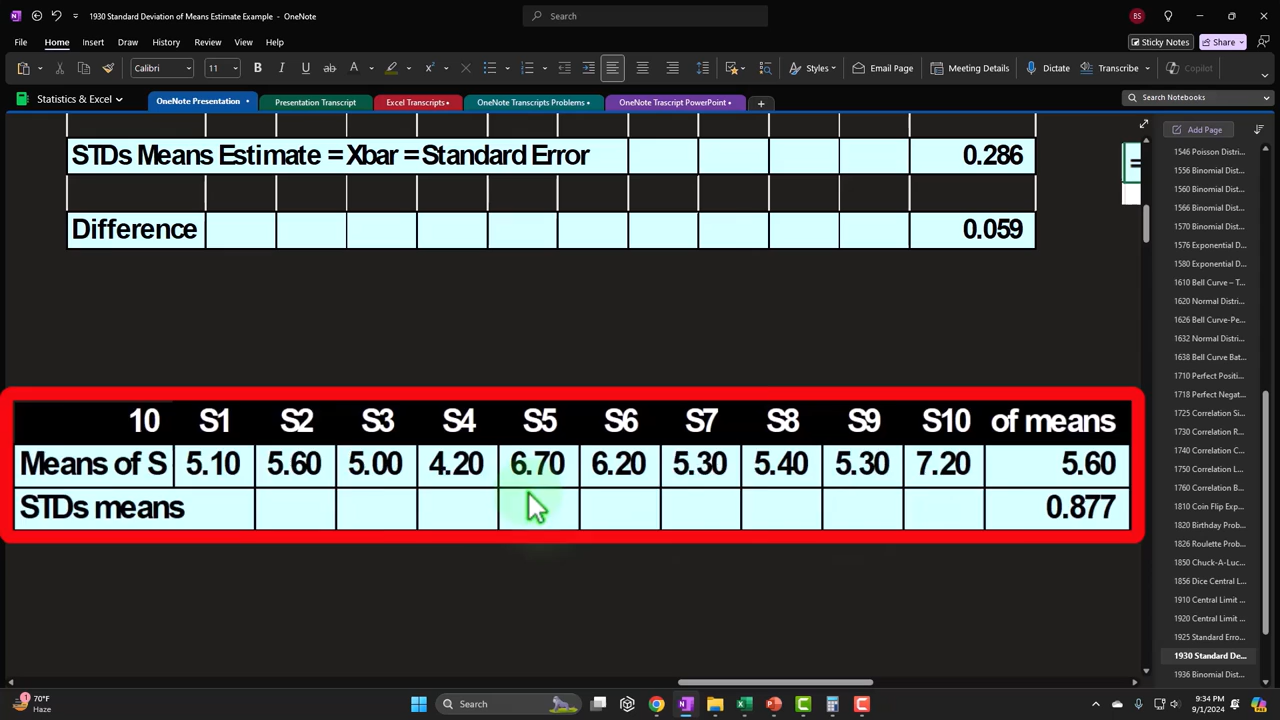 1930 Standard Deviation of Means Estimate Example - OneNote
Search
BS
File Home Insert Draw History Review View Help
Sticky Notes Share
Calibri 11 Styles Email Page Meeting Details Dictate Transcribe Copilot
Statistics & Excel OneNote Presentation Presentation Transcript Excel Transcripts OneNote Transcripts Problems OneNote Trascript PowerPoint Search Notebooks
Add Page
STDs Means Estimate = Xbar = Standard Error 0.286
Difference 0.059
10 S1 S2 S3 S4 S5 S6 S7 S8 S9 S10 of means
Means of S 5.10 5.60 5.00 4.20 6.70 6.20 5.30 5.40 5.30 7.20 5.60
STDs means 0.877
1546 Poisson Distri...
1556 Binomial Dist...
1560 Binomial Dist...
1566 Binomial Dist...
1570 Binomial Dist...
1576 Exponential D...
1580 Exponential D...
1610 Bell Curve – T...
1620 Normal Distri...
1626 Bell Curve-Pe...
1632 Normal Distri...
1638 Bell Curve Bat...
1710 Perfect Positi...
1718 Perfect Negat...
1725 Correlation Si...
1730 Correlation R...
1740 Correlation C...
1750 Correlation L...
1760 Correlation B...
1810 Coin Flip Exp...
1820 Birthday Prob...
1826 Roulette Prob...
1850 Chuck-A-Luc...
1856 Dice Central L...
1910 Central Limit ...
1920 Central Limit ...
1925 Standard Erro...
1930 Standard De...
1936 Binomial Dist...
1
70°F
Haze
Search
9:34 PM
9/1/2024